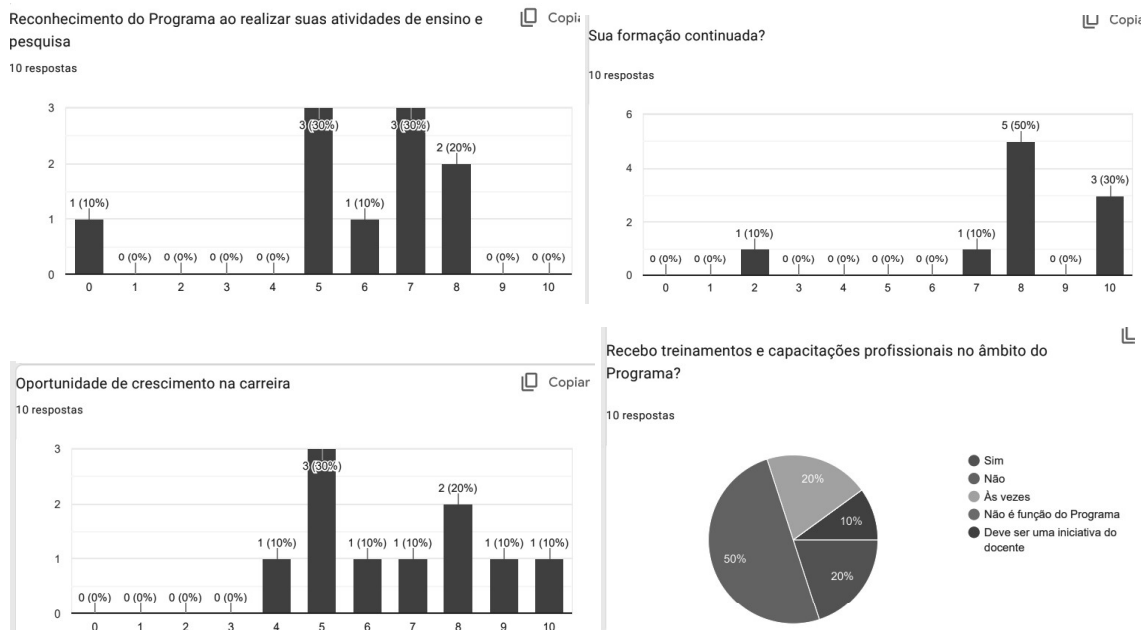 Reconhecimento do Programa ao realizar suas atividades de ensino e
pesquisa
Copia
10 respostas
3
2
1
0
1 (10%)
0 (0%)
0 (0%)
0 (0%)
0 (0%)
3 (30%)
1 (10%)
3 (30%)
2 (20%)
0 (0%)
0 (0%)
0 1 2 3 4 5 6 7 8 9 10
Sua formação continuada?
Copia
10 respostas
6
4
2
0
0 (0%)
0 (0%)
1 (10%)
0 (0%)
0 (0%)
0 (0%)
0 (0%)
1 (10%)
5 (50%)
0 (0%)
3 (30%)
0 1 2 3 4 5 6 7 8 9 10
Oportunidade de crescimento na carreira
Copiar
10 respostas
3
2
1
0
0 (0%)
0 (0%)
0 (0%)
0 (0%)
1 (10%)
3 (30%)
1 (10%)
1 (10%)
2 (20%)
1 (10%)
1 (10%)
0 1 2 3 4 5 6 7 8 9 10
Recebo treinamentos e capacitações profissionais no âmbito do
Programa?
10 respostas
20%
10%
50%
20%
Sim
Não
Às vezes
Não é função do Programa
Deve ser uma iniciativa do
docente